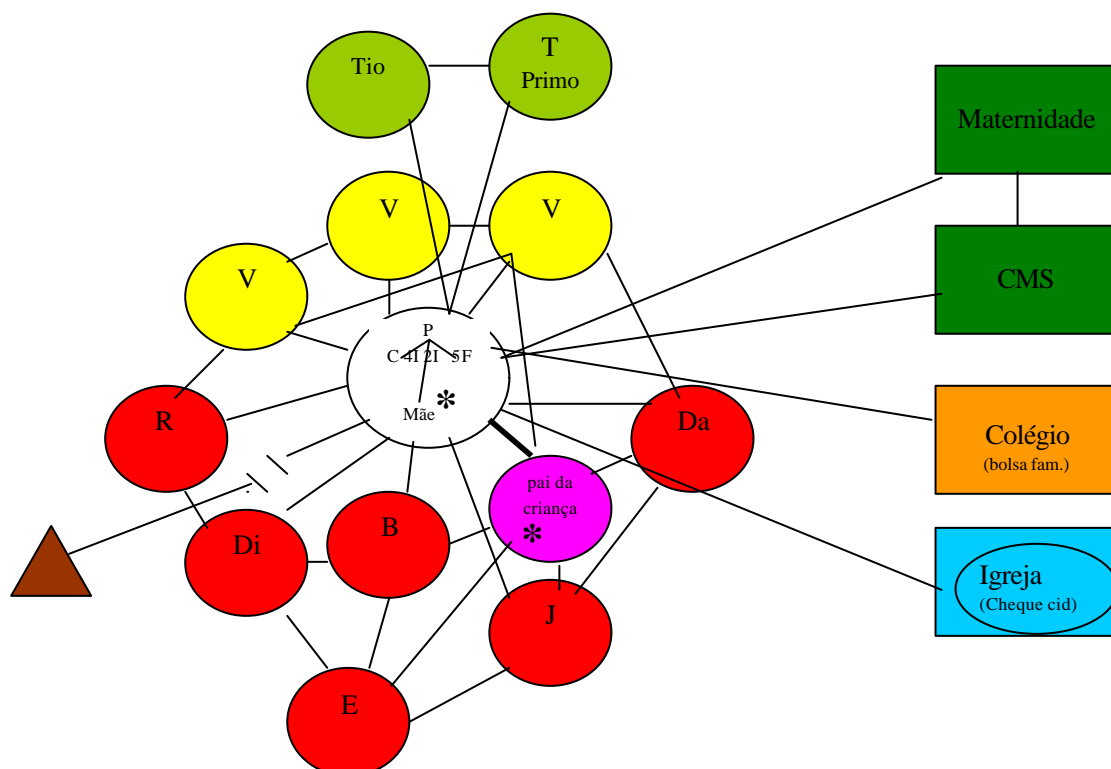 Tio
T
Primo
Maternidade
V
V
V
CMS
P
C 4I 2I 5F
Mãe *
R
Da
Colégio
(bolsa fam.)
pai da
criança
*
B
Di
Igreja
(Cheque cid)
J
E